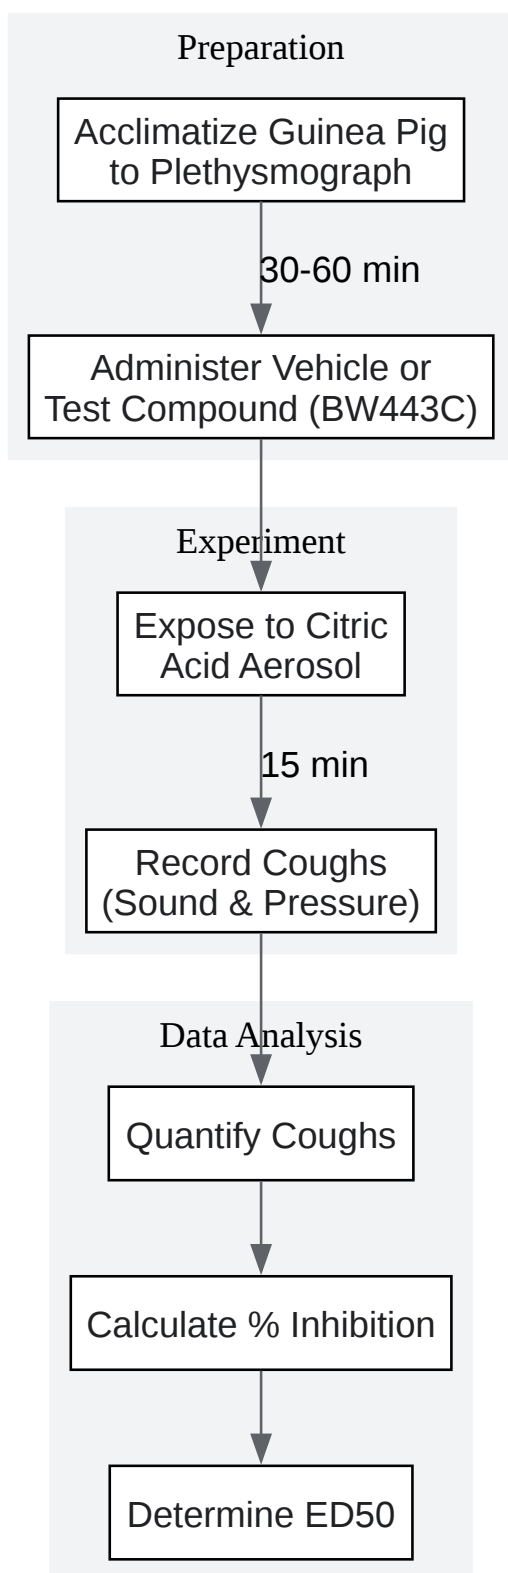 Preparation
Acclimatize Guinea Pig
to Plethysmograph
30-60 min
Administer Vehicle or
Test Compound (BW443C)
Experiment
Expose to Citric
Acid Aerosol
15 min
Record Coughs
(Sound & Pressure)
Data Analysis
Quantify Coughs
Calculate % Inhibition
Determine ED50